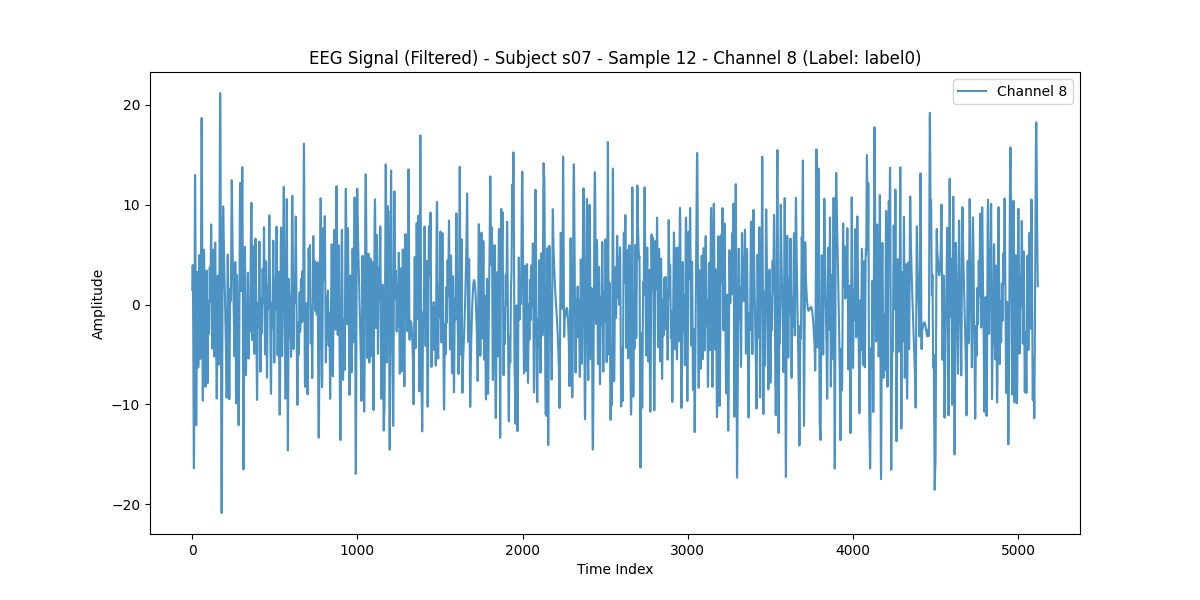 EEG Signal (Filtered) - Subject s07 - Sample 12 - Channel 8 (Label: label0)
Channel 8
20
10
0
−10
−20
Amplitude
0 1000 2000 3000 4000 5000
Time Index